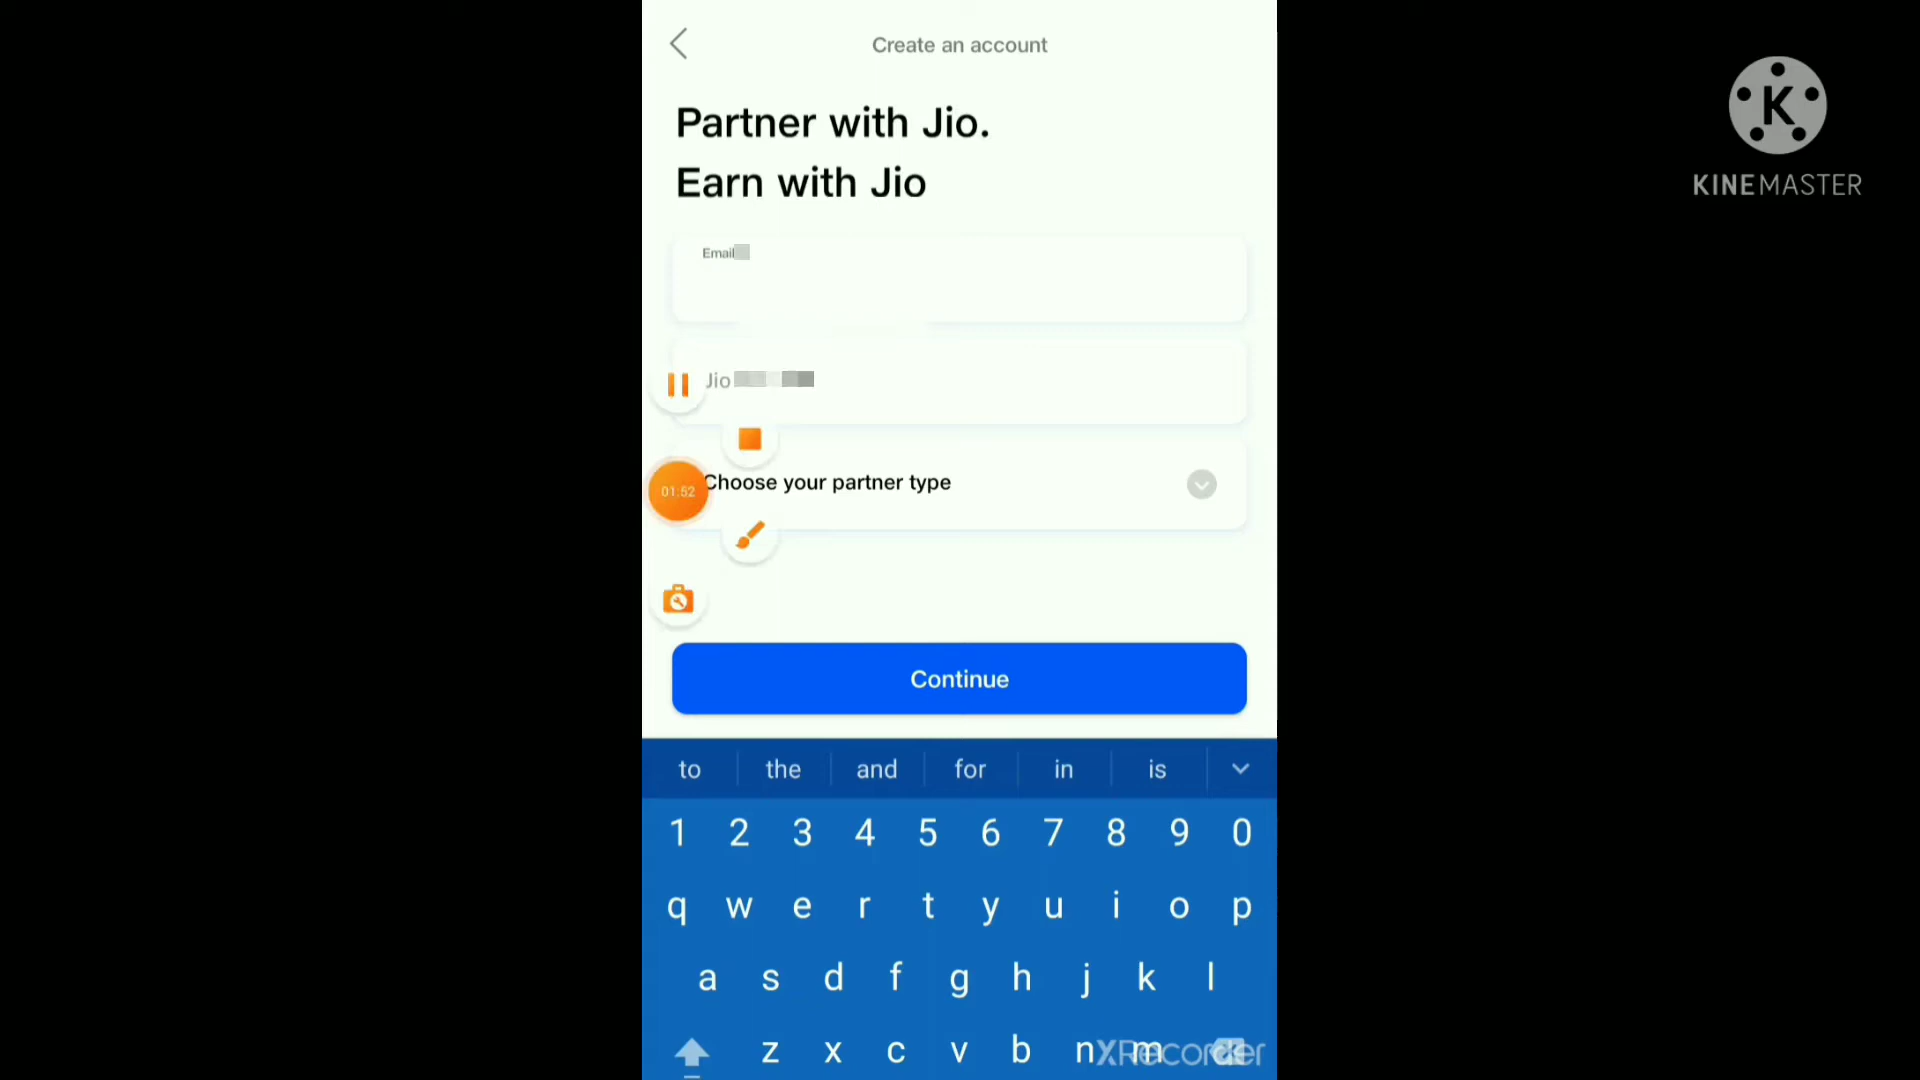 Create an account
Partner with Jio.
Earn with Jio
Email
Jio
01:52
Choose your partner type
Continue
to the and for in is
1 2 3 4 5 6 7 8 9 0
q w e r t y u i o p
a s d f g h j k l
z x c v b n m
XRecorder
K
KINEMASTER